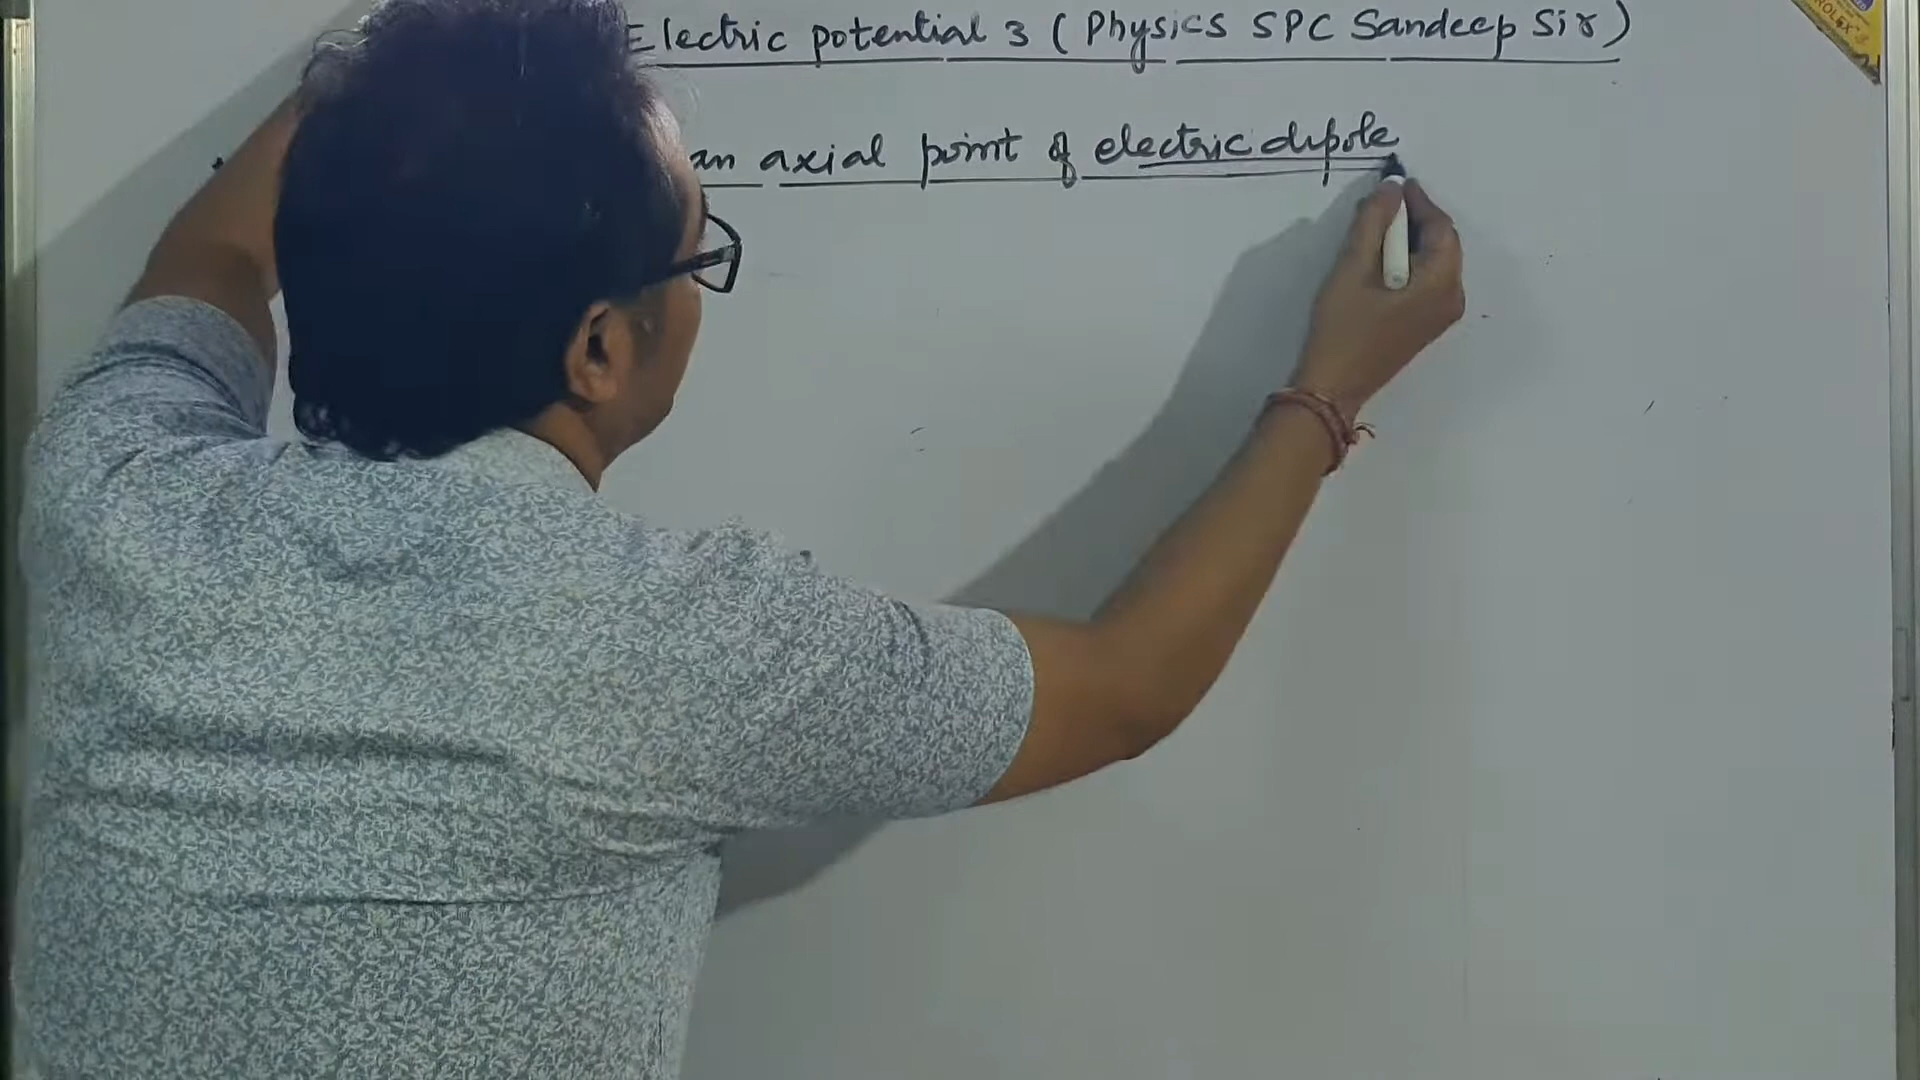 Electric potential 3 (Physics SPC Sandeep Sir)
an axial point of electric dipole